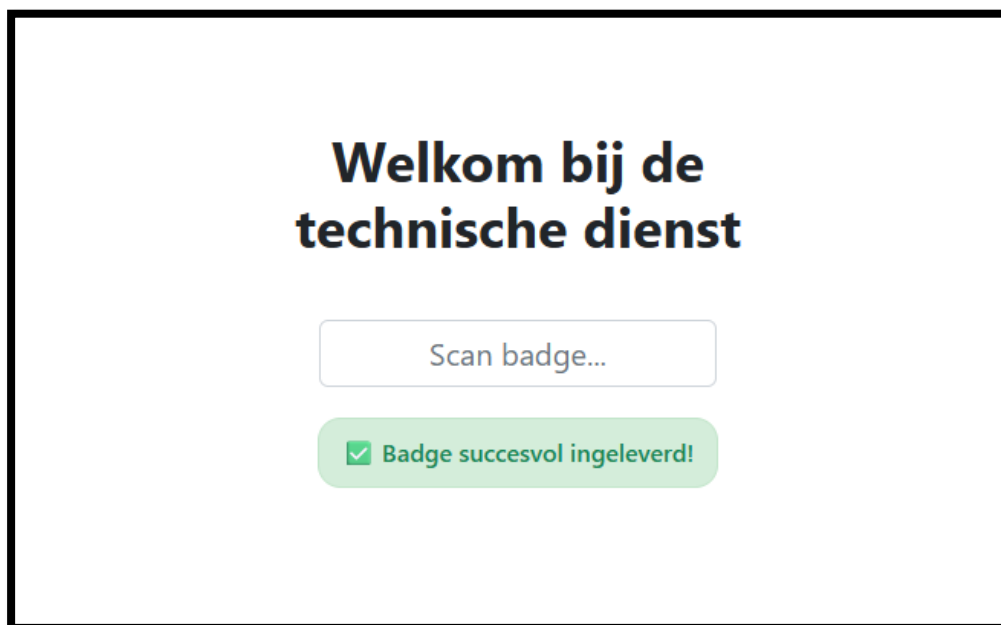 Welkom bij de
technische dienst
Scan badge...
✅ Badge succesvol ingeleverd!